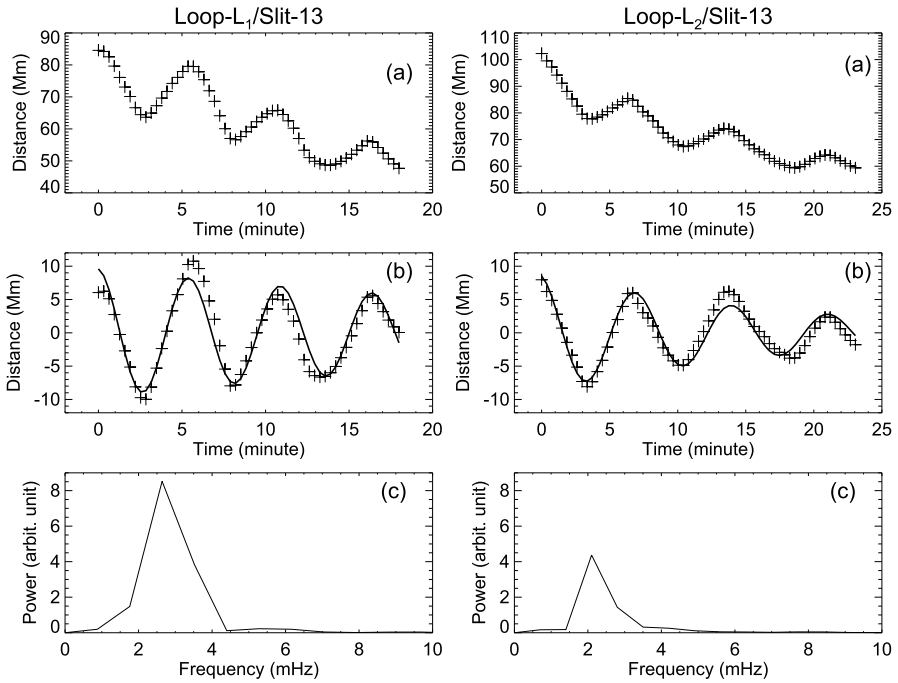 Loop-L₁/Slit-13
(a)
Distance (Mm)
90
80
70
60
50
40
0 5 10 15 20
Time (minute)
Loop-L₂/Slit-13
(a)
Distance (Mm)
110
100
90
80
70
60
50
0 5 10 15 20 25
Time (minute)
(b)
Distance (Mm)
10
5
0
-5
-10
0 5 10 15 20
Time (minute)
(b)
Distance (Mm)
10
5
0
-5
-10
0 5 10 15 20 25
Time (minute)
(c)
Power (arbit. unit)
8
6
4
2
0
0 2 4 6 8 10
Frequency (mHz)
(c)
Power (arbit. unit)
8
6
4
2
0
0 2 4 6 8 10
Frequency (mHz)